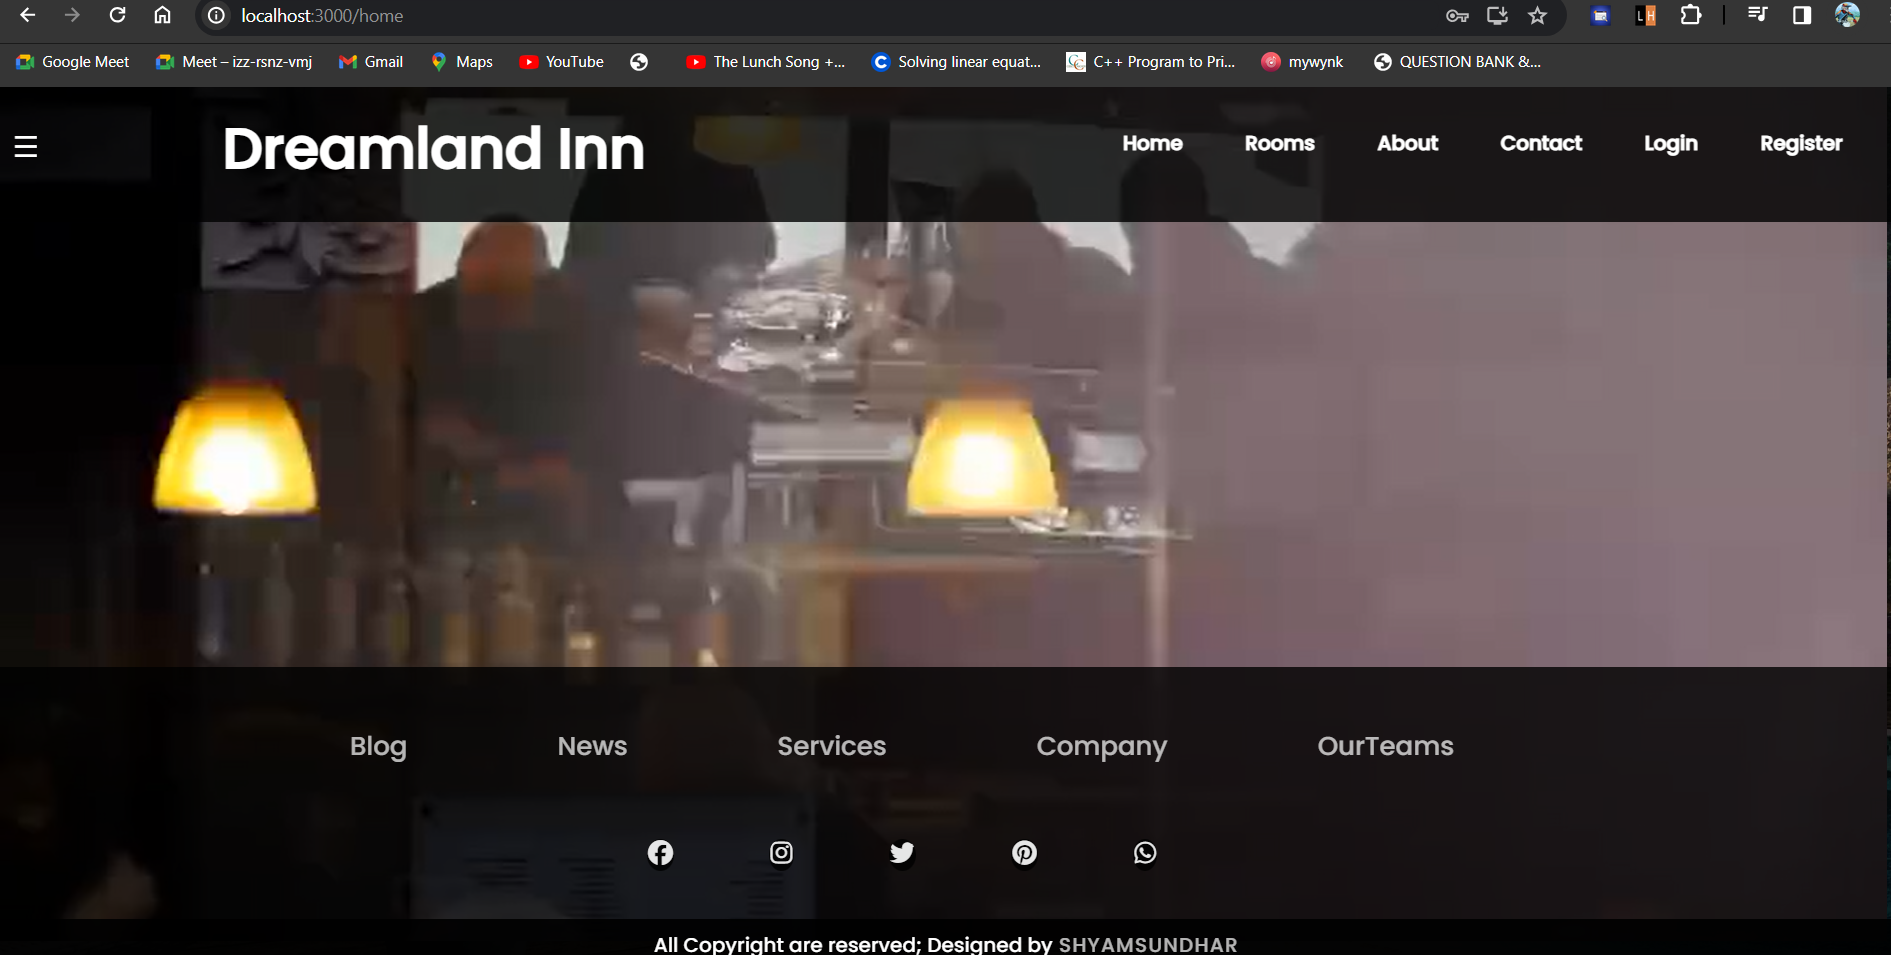 localhost:3000/home
Google Meet Meet – izz-rsnz-vmj Gmail Maps YouTube The Lunch Song +... Solving linear equat... C++ Program to Pri... mywynk QUESTION BANK &...
Dreamland Inn Home Rooms About Contact Login Register
Blog News Services Company OurTeams
All Copyright are reserved; Designed by SHYAMSUNDHAR